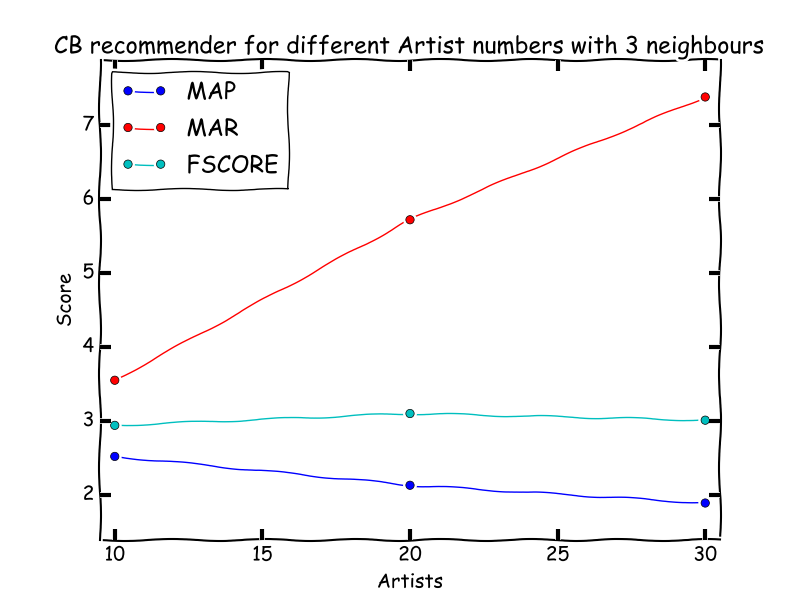 CB recommender for different Artist numbers with 3 neighbours
MAP
MAR
FSCORE
7
6
5
4
3
2
Score
10 15 20 25 30
Artists